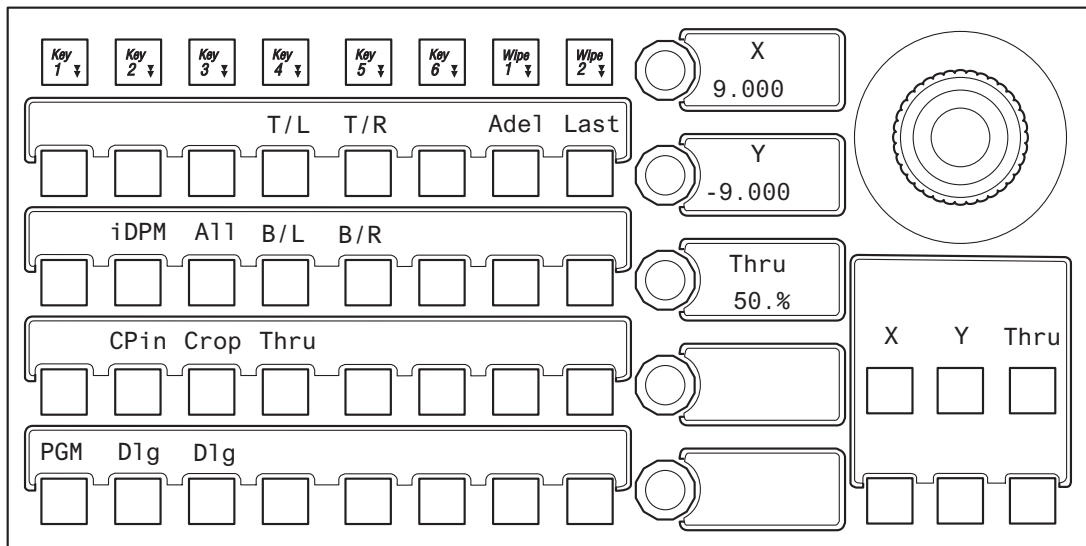 Key 1 Key 2 Key 3 Key 4 Key 5 Key 6 Wipe 1 Wipe 2
X
9.000
T/L T/R Adel Last
Y
-9.000
iDPM All B/L B/R
Thru
50.%
CPin Crop Thru
X Y Thru
PGM Dlg Dlg